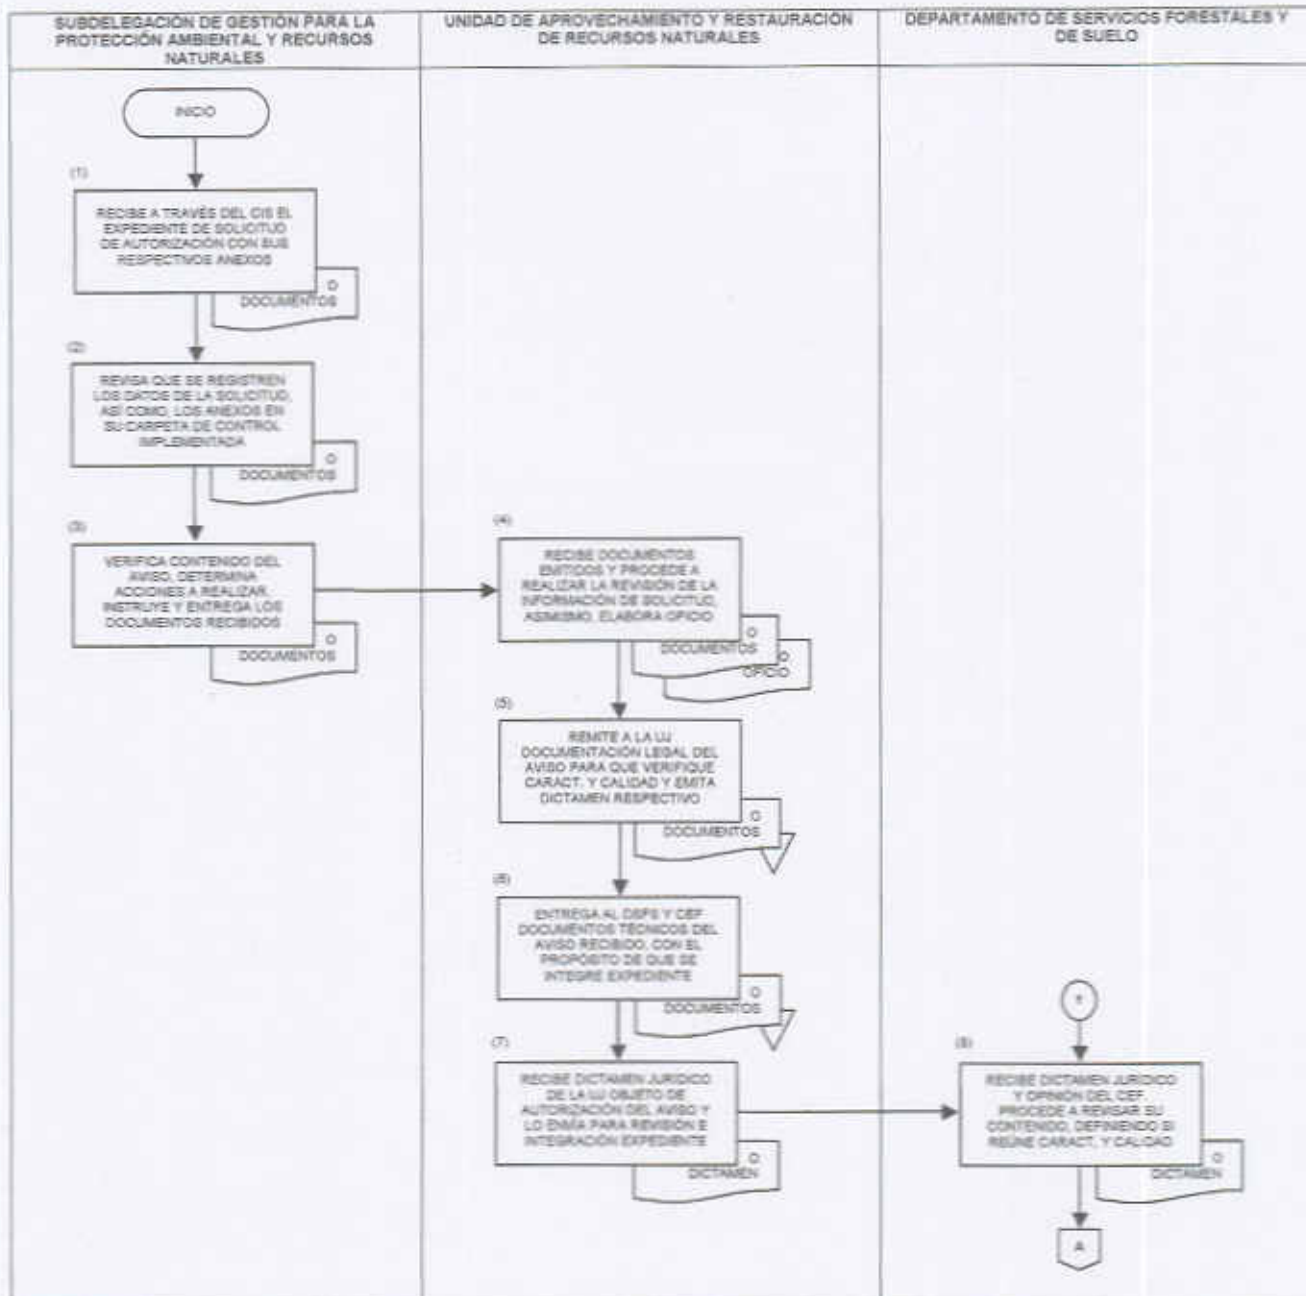 SUBDELEGACIÓN DE GESTIÓN PARA LA
PROTECCIÓN AMBIENTAL Y RECURSOS
NATURALES
UNIDAD DE APROVECHAMIENTO Y RESTAURACIÓN
DE RECURSOS NATURALES
DEPARTAMENTO DE SERVICIOS FORESTALES Y
DE SUELO
INICIO
(1)
RECIBE A TRAVÉS DEL CIS EL
EXPEDIENTE DE SOLICITUD
DE AUTORIZACIÓN CON SUS
RESPECTIVOS ANEXOS
O
DOCUMENTOS
(2)
REVISA QUE SE REGISTREN
LOS DATOS DE LA SOLICITUD,
ASÍ COMO, LOS ANEXOS EN
SU CARPETA DE CONTROL
IMPLEMENTADA
O
DOCUMENTOS
(3)
VERIFICA CONTENIDO DEL
AVISO, DETERMINA
ACCIONES A REALIZAR,
INSTRUYE Y ENTREGA LOS
DOCUMENTOS RECIBIDOS
O
DOCUMENTOS
(4)
RECIBE DOCUMENTOS
EMITIDOS Y PROCEDE A
REALIZAR LA REVISIÓN DE LA
INFORMACIÓN DE SOLICITUD,
ASIMISMO, ELABORA OFICIO
O
DOCUMENTOS
O
OFICIO
(5)
REMITE A LA UJ
DOCUMENTACIÓN LEGAL DEL
AVISO PARA QUE VERIFIQUE
CARACT. Y CALIDAD Y EMITA
DICTAMEN RESPECTIVO
O
DOCUMENTOS
(6)
ENTREGA AL DSFS Y CEF
DOCUMENTOS TÉCNICOS DEL
AVISO RECIBIDO, CON EL
PROPÓSITO DE QUE SE
INTEGRE EXPEDIENTE
O
DOCUMENTOS
(7)
RECIBE DICTAMEN JURÍDICO
DE LA UJ OBJETO DE
AUTORIZACIÓN DEL AVISO Y
LO ENVÍA PARA REVISIÓN E
INTEGRACIÓN EXPEDIENTE
O
DICTAMEN
(8)
RECIBE DICTAMEN JURÍDICO
Y OPINIÓN DEL CEF,
PROCEDE A REVISAR SU
CONTENIDO, DEFINIENDO SI
REÚNE CARACT. Y CALIDAD
O
DICTAMEN
A